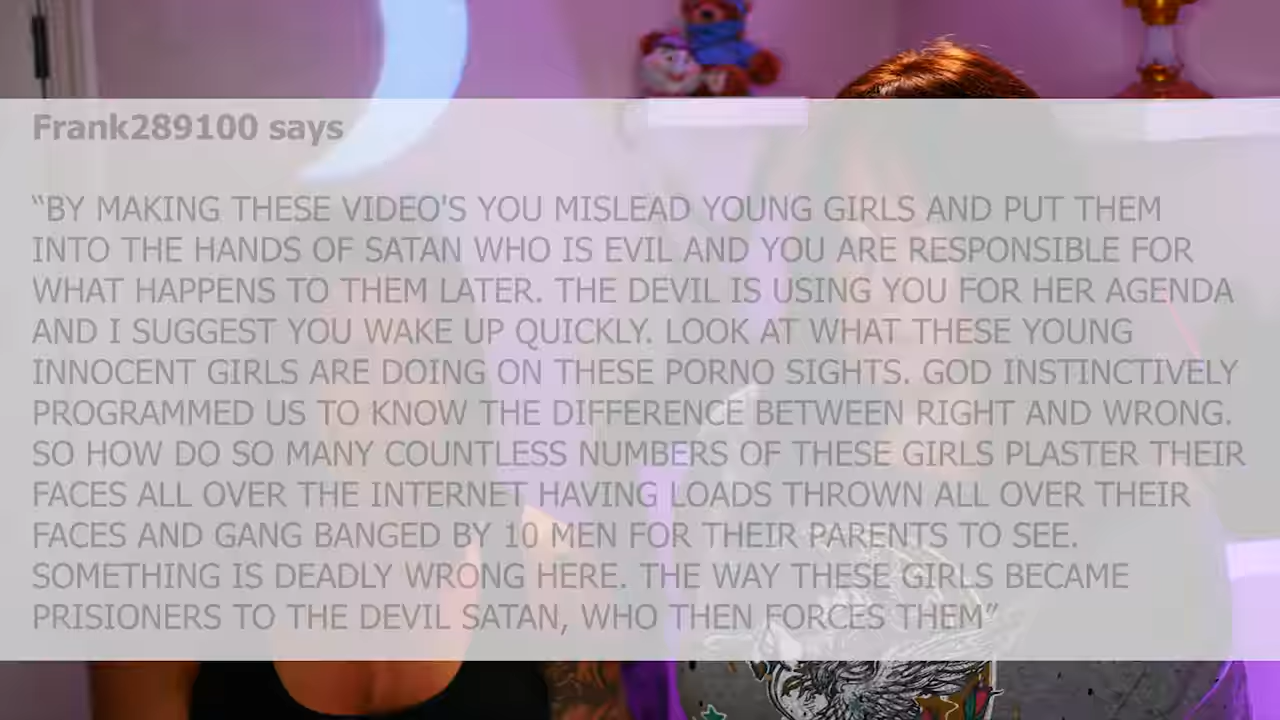 Frank289100 says
“BY MAKING THESE VIDEO'S YOU MISLEAD YOUNG GIRLS AND PUT THEM
INTO THE HANDS OF SATAN WHO IS EVIL AND YOU ARE RESPONSIBLE FOR
WHAT HAPPENS TO THEM LATER. THE DEVIL IS USING YOU FOR HER AGENDA
AND I SUGGEST YOU WAKE UP QUICKLY. LOOK AT WHAT THESE YOUNG
INNOCENT GIRLS ARE DOING ON THESE PORNO SIGHTS. GOD INSTINCTIVELY
PROGRAMMED US TO KNOW THE DIFFERENCE BETWEEN RIGHT AND WRONG.
SO HOW DO SO MANY COUNTLESS NUMBERS OF THESE GIRLS PLASTER THEIR
FACES ALL OVER THE INTERNET HAVING LOADS THROWN ALL OVER THEIR
FACES AND GANG BANGED BY 10 MEN FOR THEIR PARENTS TO SEE.
SOMETHING IS DEADLY WRONG HERE. THE WAY THESE GIRLS BECAME
PRISIONERS TO THE DEVIL SATAN, WHO THEN FORCES THEM”